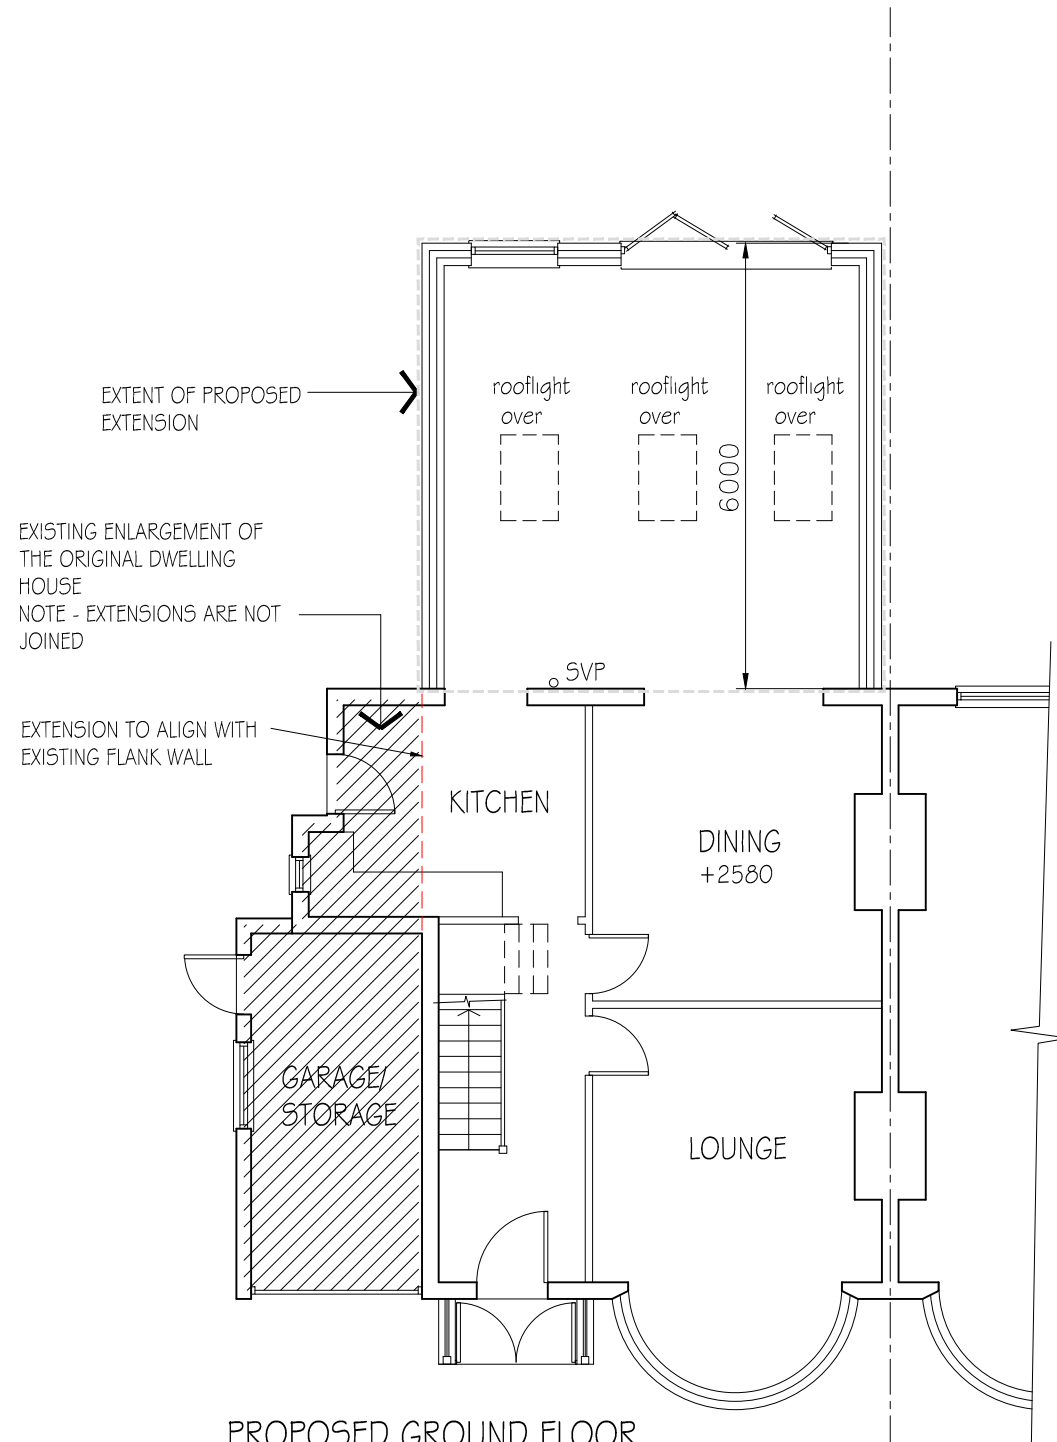 EXTENT OF PROPOSED
EXTENSION
rooflight
over
rooflight
over
rooflight
over
6000
EXISTING ENLARGEMENT OF
THE ORIGINAL DWELLING
HOUSE
NOTE - EXTENSIONS ARE NOT
JOINED
SVP
EXTENSION TO ALIGN WITH
EXISTING FLANK WALL
KITCHEN
DINING
+2580
GARAGE/
STORAGE
LOUNGE
PROPOSED GROUND FLOOR